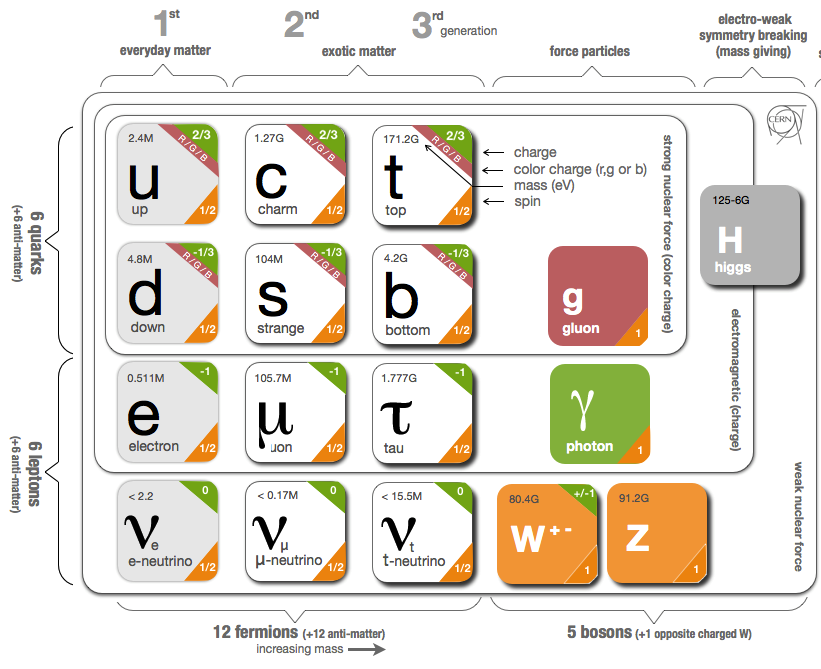 1st
2nd
3rd
generation
everyday matter
exotic matter
force particles
electro-weak
symmetry breaking
(mass giving)
CERN
6 quarks
(+6 anti-matter)
2.4M
2/3
R/G/B
u
up
1/2
1.27G
2/3
R/G/B
c
charm
1/2
171.2G
2/3
R/G/B
t
top
1/2
charge
color charge (r,g or b)
mass (eV)
spin
strong nuclear force (color charge)
125-6G
H
higgs
4.8M
-1/3
R/G/B
d
down
1/2
104M
-1/3
R/G/B
s
strange
1/2
4.2G
-1/3
R/G/B
b
bottom
1/2
g
gluon
1
electromagnetic (charge)
6 leptons
(+6 anti-matter)
0.511M
-1
e
electron
1/2
105.7M
-1
μ
uon
1/2
1.777G
-1
τ
tau
1/2
γ
photon
1
weak nuclear force
< 2.2
0
νe
e-neutrino
1/2
< 0.17M
0
νμ
μ-neutrino
1/2
< 15.5M
0
νt
t-neutrino
1/2
80.4G
+/-1
W+-
1
91.2G
Z
1
12 fermions (+12 anti-matter)
increasing mass
5 bosons (+1 opposite charged W)